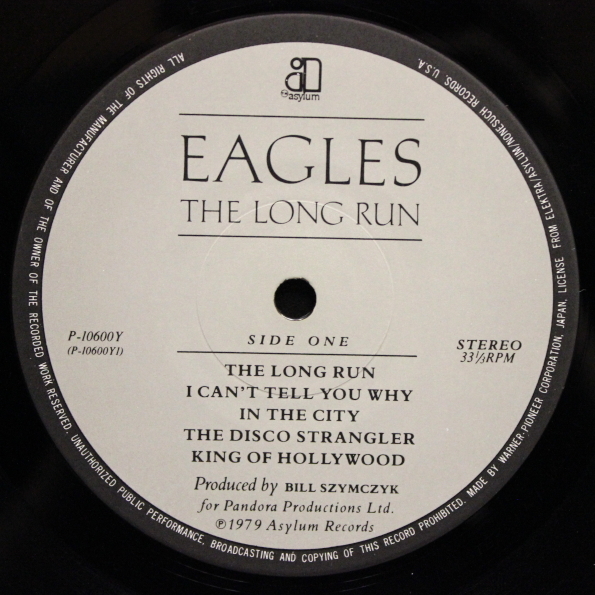 asylum
EAGLES
THE LONG RUN
SIDE ONE
P-10600Y
(P-10600Y1)
STEREO
33⅓RPM
THE LONG RUN
I CAN'T TELL YOU WHY
IN THE CITY
THE DISCO STRANGLER
KING OF HOLLYWOOD
Produced by BILL SZYMCZYK
for Pandora Productions Ltd.
℗1979 Asylum Records
ALL RIGHTS OF THE MANUFACTURER AND OF THE OWNER OF THE RECORDED WORK RESERVED. UNAUTHORIZED PUBLIC PERFORMANCE, BROADCASTING AND COPYING OF THIS RECORD PROHIBITED. MADE BY WARNER-PIONEER CORPORATION, JAPAN, LICENSE FROM ELEKTRA/ASYLUM/NONESUCH RECORDS, U.S.A.